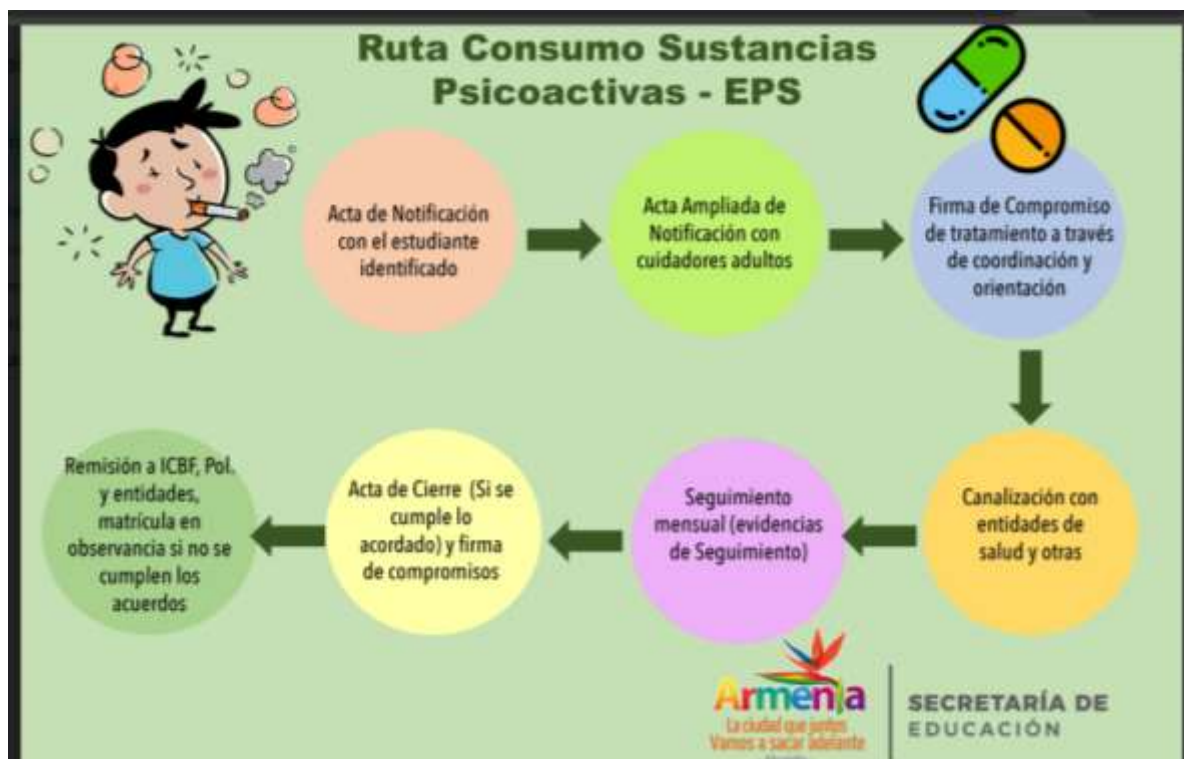 Ruta Consumo Sustancias
Psicoactivas - EPS
Acta de Notificación
con el estudiante
identificado
Acta Ampliada de
Notificación con
cuidadores adultos
Firma de Compromiso
de tratamiento a través
de coordinación y
orientación
Canalización con
entidades de
salud y otras
Seguimiento
mensual (evidencias
de Seguimiento)
Acta de Cierre (Si se
cumple lo
acordado) y firma
de compromisos
Remisión a ICBF, Pol.
y entidades,
matrícula en
observancia si no se
cumplen los
acuerdos
Armenia
La ciudad que juntos
Vamos a sacar adelante
SECRETARÍA DE
EDUCACIÓN